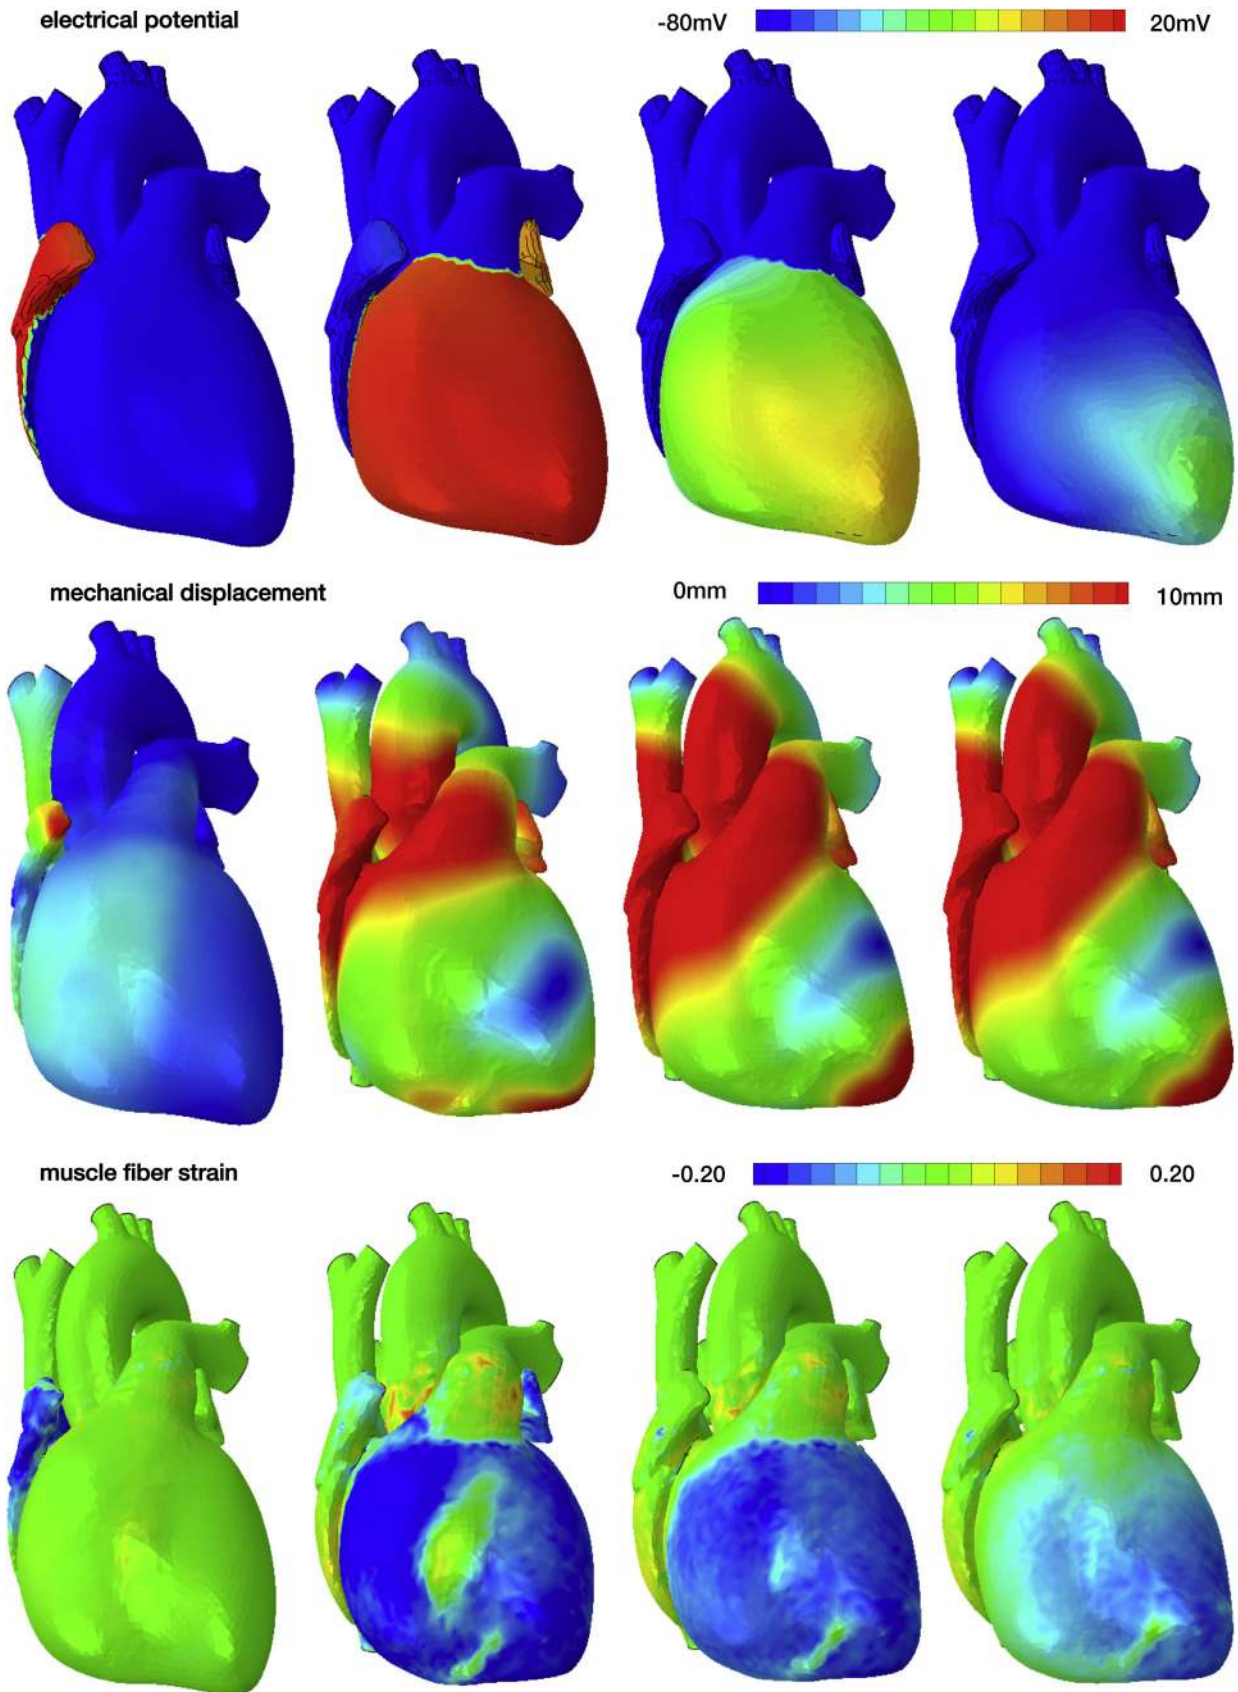 electrical potential -80mV 20mV
mechanical displacement 0mm 10mm
muscle fiber strain -0.20 0.20